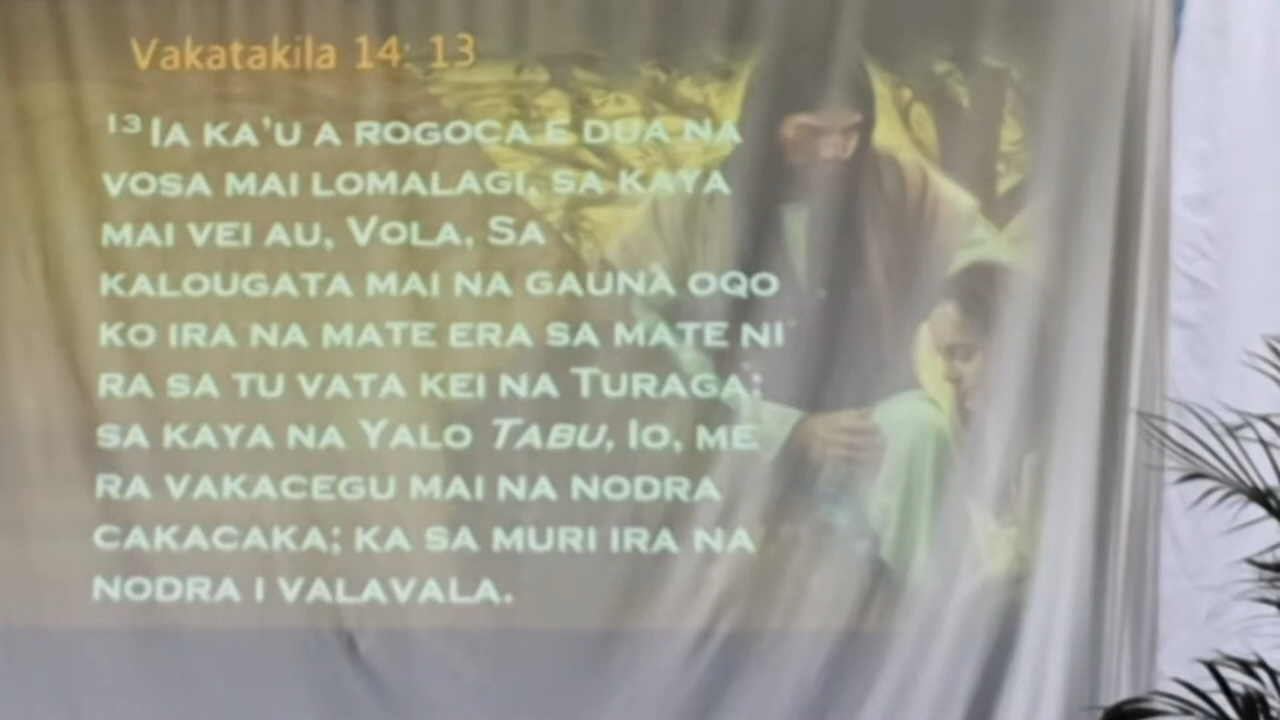 Vakatakila 14: 13
13 IA KA'U A ROGOCA E DUA NA
VOSA MAI LOMALAGI, SA KAYA
MAI VEI AU, VOLA, SA
KALOUGATA MAI NA GAUNA OQO
KO IRA NA MATE ERA SA MATE NI
RA SA TU VATA KEI NA TURAGA;
SA KAYA NA YALO TABU, IO, ME
RA VAKACEGU MAI NA NODRA
CAKACAKA; KA SA MURI IRA NA
NODRA I VALAVALA.